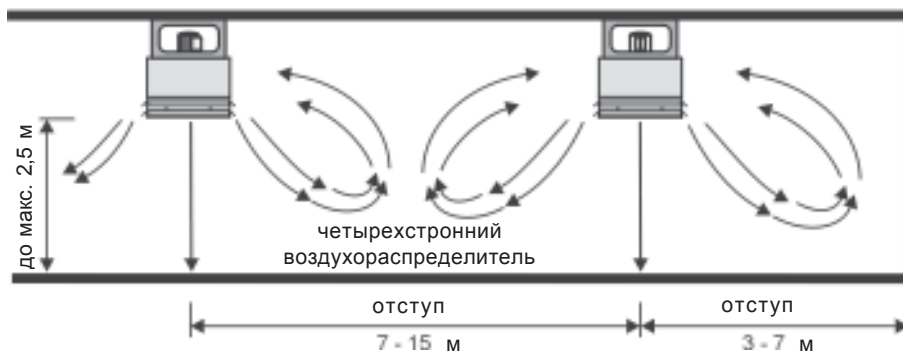 до макс. 2,5 м
четырехстронний
воздухораспределитель
отступ
7 - 15 м
отступ
3 - 7 м